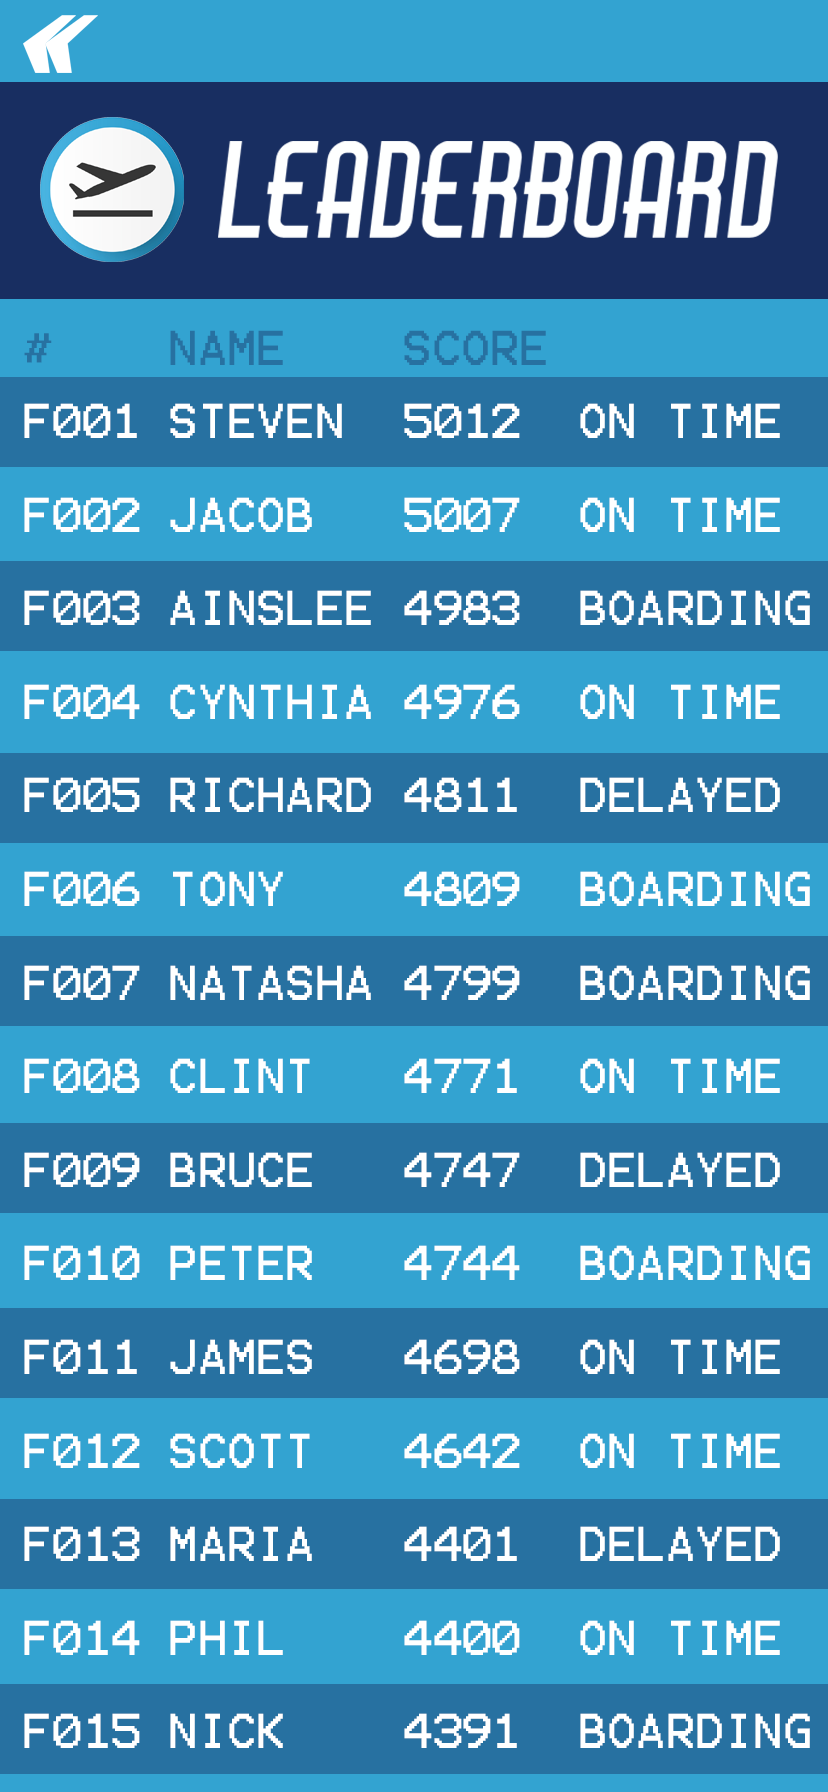 LEADERBOARD
# NAME SCORE
F001 STEVEN 5012 ON TIME
F002 JACOB 5007 ON TIME
F003 AINSLEE 4983 BOARDING
F004 CYNTHIA 4976 ON TIME
F005 RICHARD 4811 DELAYED
F006 TONY 4809 BOARDING
F007 NATASHA 4799 BOARDING
F008 CLINT 4771 ON TIME
F009 BRUCE 4747 DELAYED
F010 PETER 4744 BOARDING
F011 JAMES 4698 ON TIME
F012 SCOTT 4642 ON TIME
F013 MARIA 4401 DELAYED
F014 PHIL 4400 ON TIME
F015 NICK 4391 BOARDING